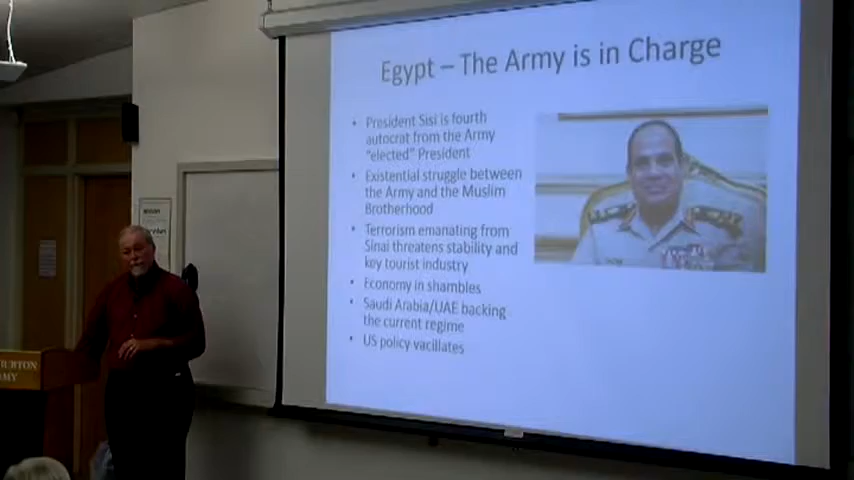 Egypt – The Army is in Charge
• President Sisi is fourth
autocrat from the Army
"elected" President
• Existential struggle between
the Army and the Muslim
Brotherhood
• Terrorism emanating from
Sinai threatens stability and
key tourist industry
• Economy in shambles
• Saudi Arabia/UAE backing
the current regime
• US policy vacillates